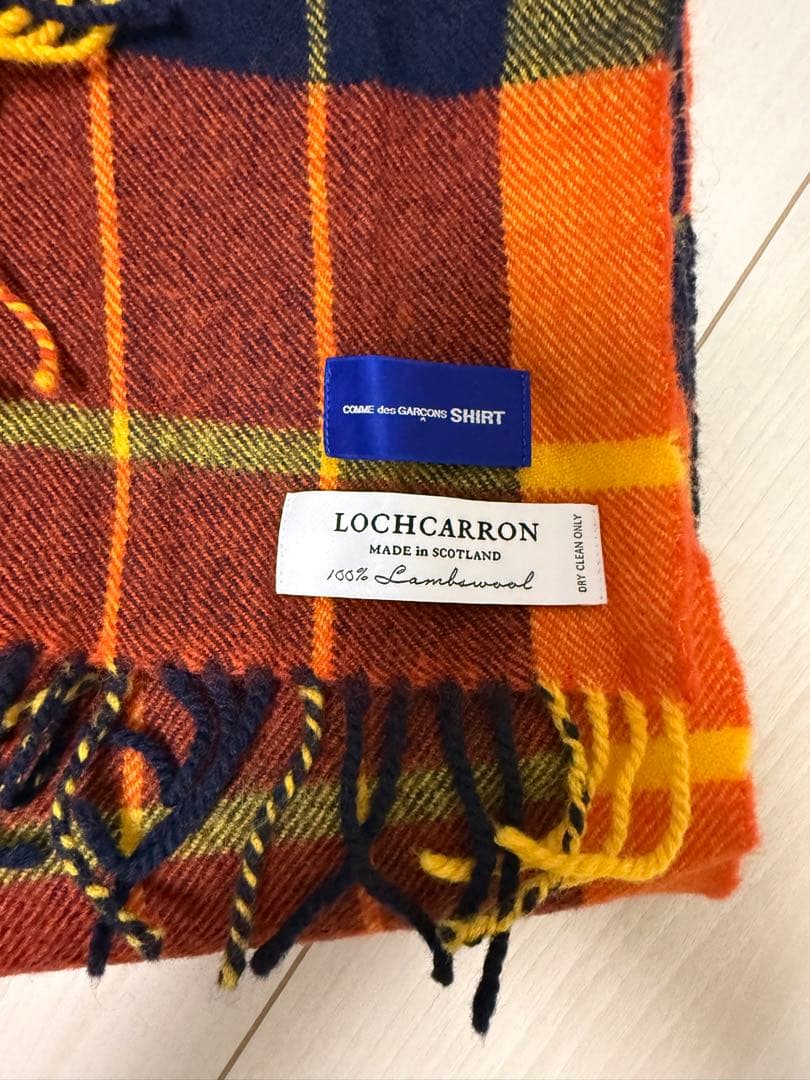 COMME des GARÇONS SHIRT
LOCHCARRON
MADE in SCOTLAND
100% Lambswool
DRY CLEAN ONLY